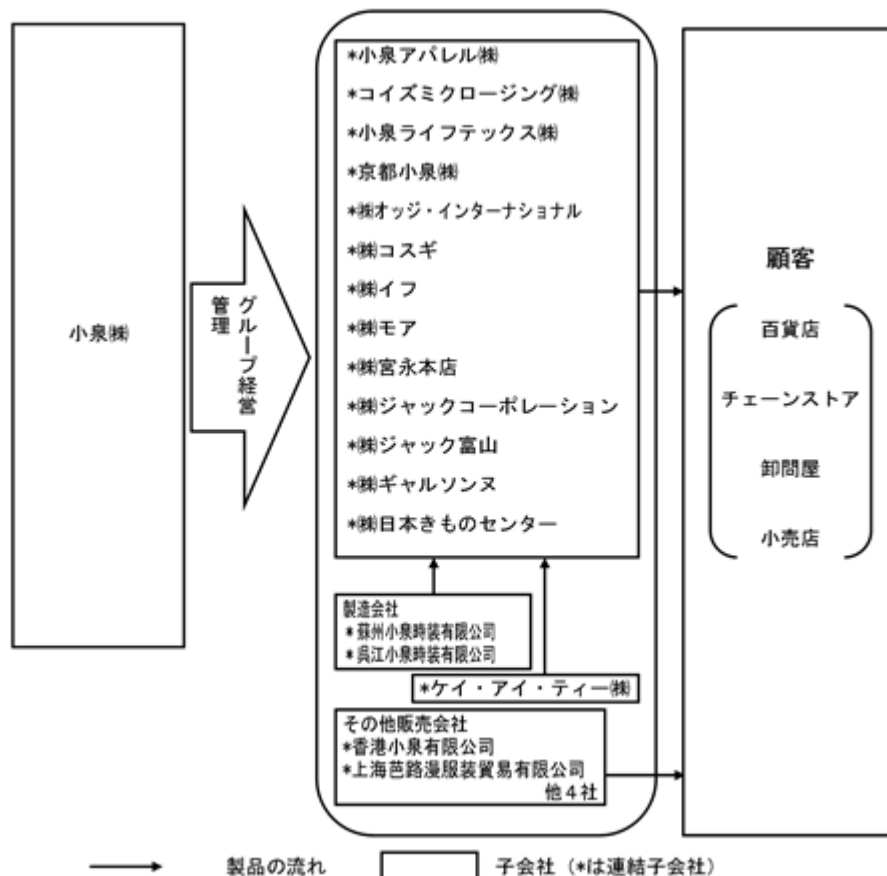 小泉㈱
グループ経営
管理
*小泉アパレル㈱
*コイズミクロージング㈱
*小泉ライフテックス㈱
*京都小泉㈱
*㈱オッジ・インターナショナル
*㈱コスギ
*㈱イフ
*㈱モア
*㈱宮永本店
*㈱ジャックコーポレーション
*㈱ジャック富山
*㈱ギャルソンヌ
*㈱日本きものセンター
製造会社
*蘇州小泉時装有限公司
*呉江小泉時装有限公司
*ケイ・アイ・ティー㈱
その他販売会社
*香港小泉有限公司
*上海芭路漫服装貿易有限公司
他4社
顧客
百貨店
チェーンストア
卸問屋
小売店
製品の流れ
子会社（*は連結子会社）